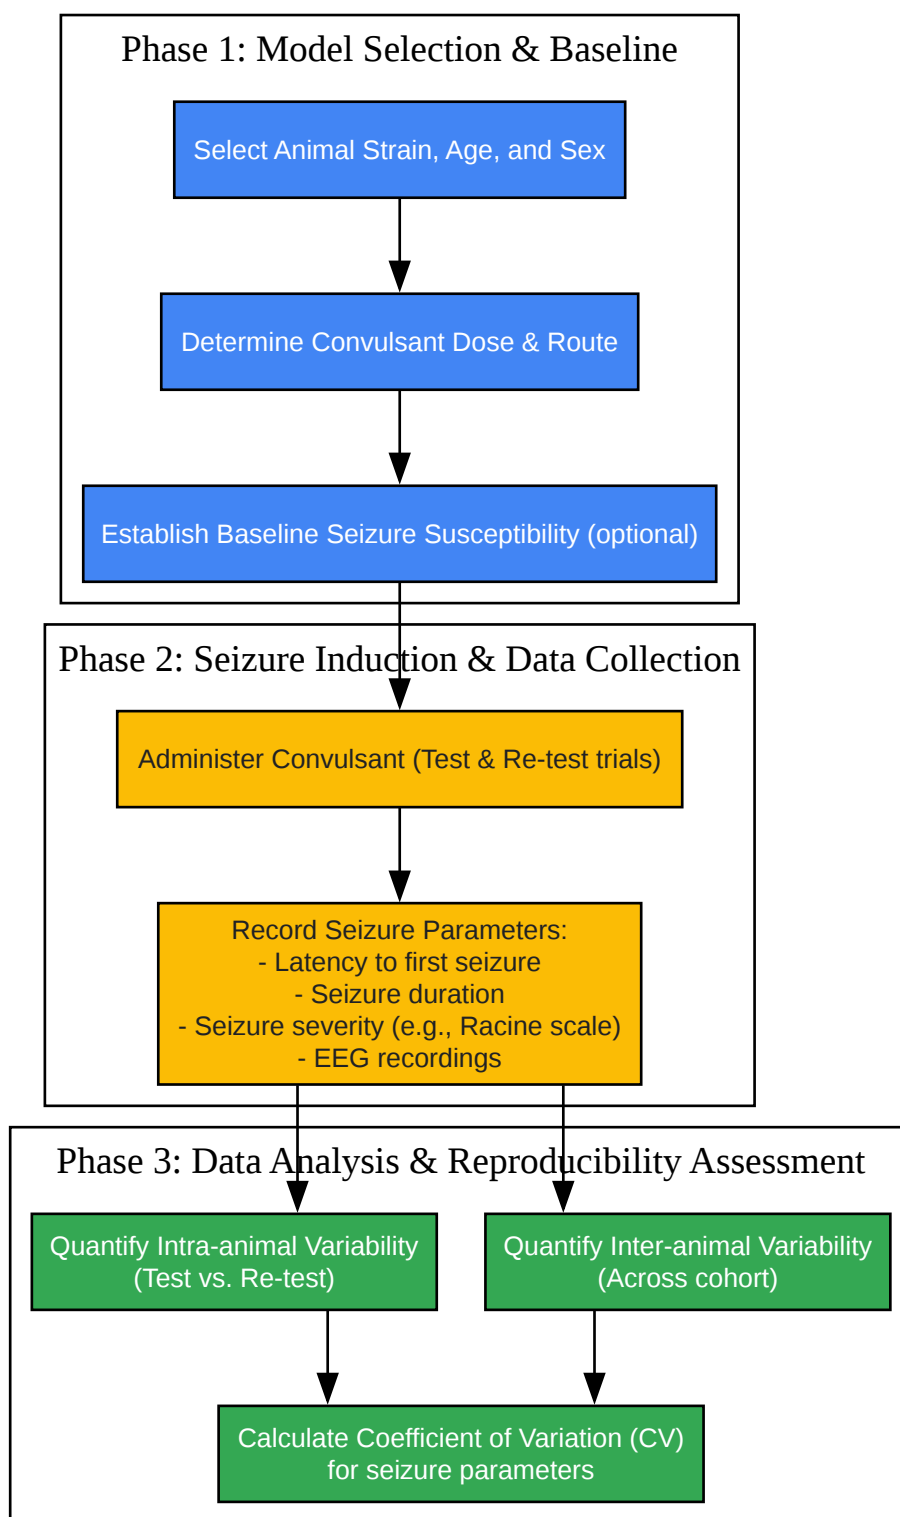 Phase 1: Model Selection & Baseline
Select Animal Strain, Age, and Sex
Determine Convulsant Dose & Route
Establish Baseline Seizure Susceptibility (optional)
Phase 2: Seizure Induction & Data Collection
Administer Convulsant (Test & Re-test trials)
Record Seizure Parameters:
- Latency to first seizure
- Seizure duration
- Seizure severity (e.g., Racine scale)
- EEG recordings
Phase 3: Data Analysis & Reproducibility Assessment
Quantify Intra-animal Variability
(Test vs. Re-test)
Quantify Inter-animal Variability
(Across cohort)
Calculate Coefficient of Variation (CV)
for seizure parameters